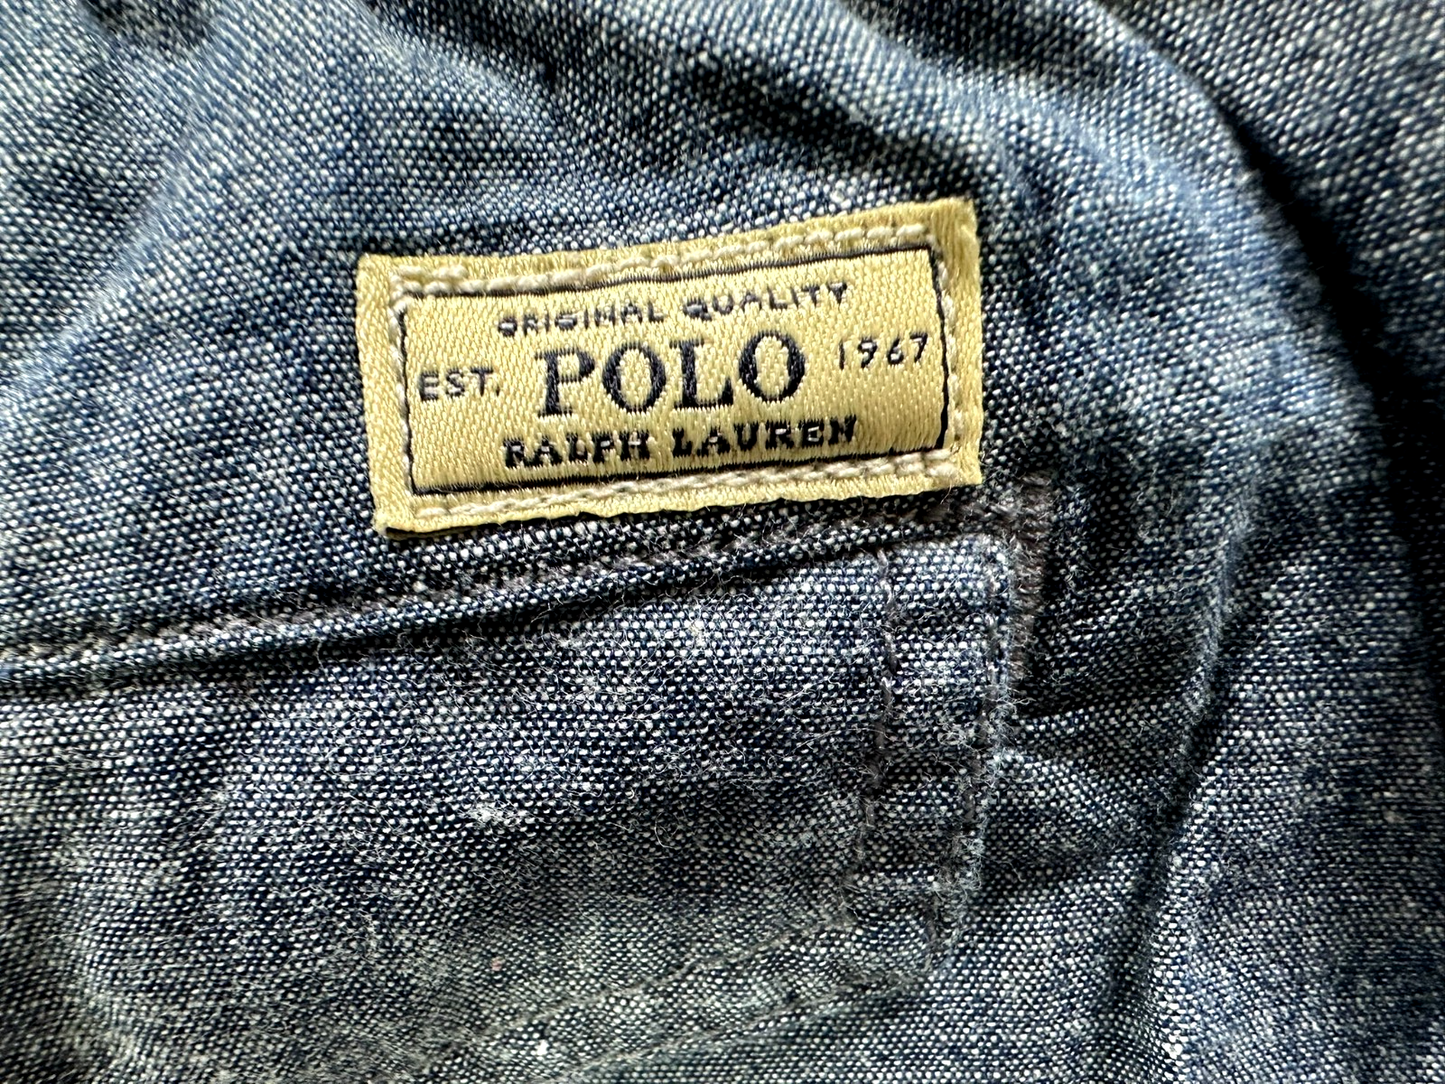 ORIGINAL QUALITY
EST. POLO 1967
RALPH LAUREN